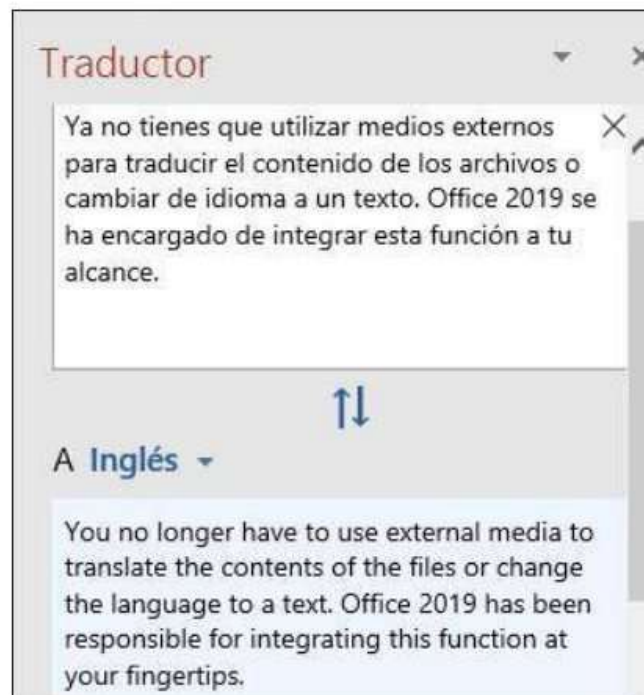 Traductor
Ya no tienes que utilizar medios externos
para traducir el contenido de los archivos o
cambiar de idioma a un texto. Office 2019 se
ha encargado de integrar esta función a tu
alcance.
A Inglés
You no longer have to use external media to
translate the contents of the files or change
the language to a text. Office 2019 has been
responsible for integrating this function at
your fingertips.